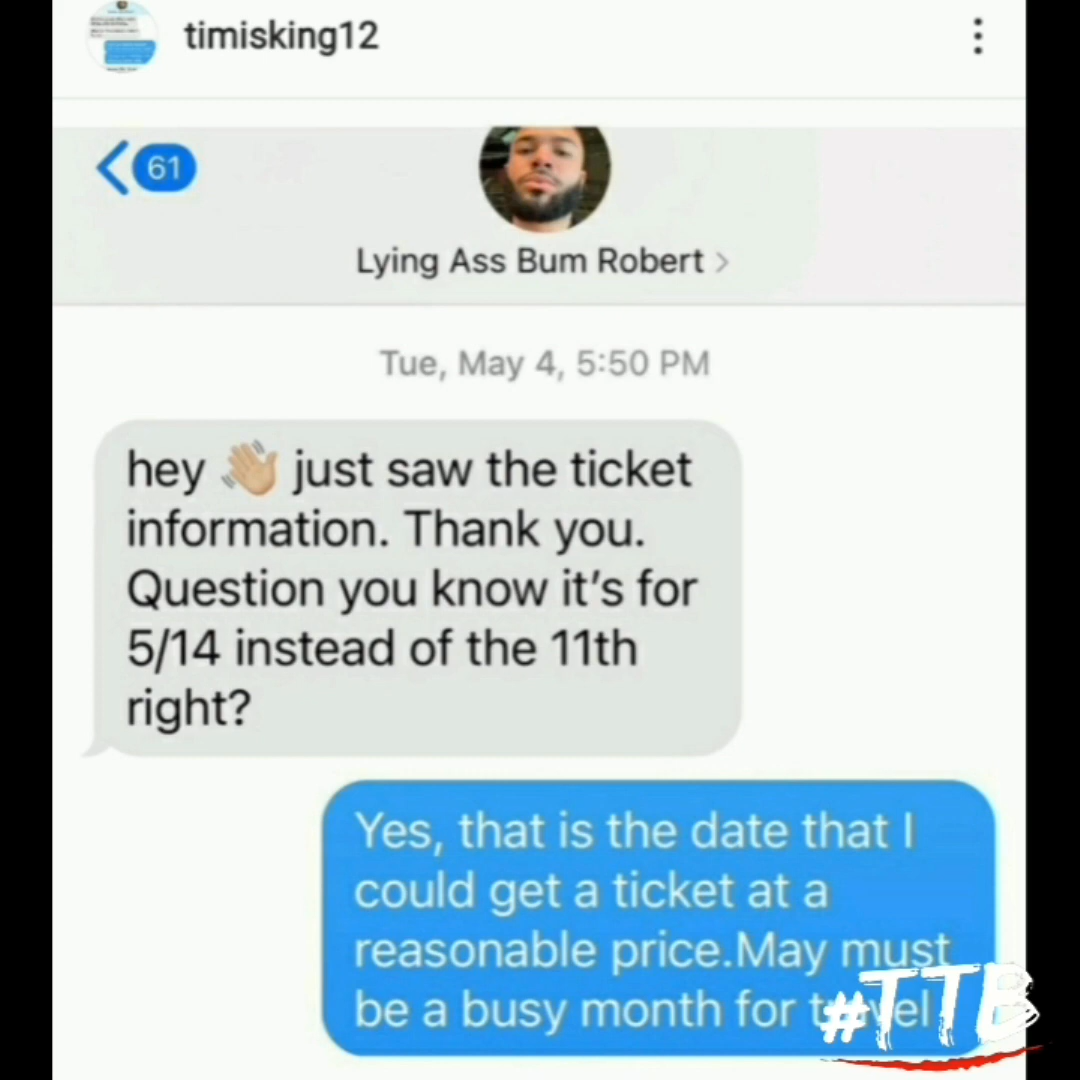 timisking12
61
Lying Ass Bum Robert >
Tue, May 4, 5:50 PM
hey 👋🏼 just saw the ticket
information. Thank you.
Question you know it's for
5/14 instead of the 11th
right?
Yes, that is the date that I
could get a ticket at a
reasonable price.May must
be a busy month for travel
#TTB